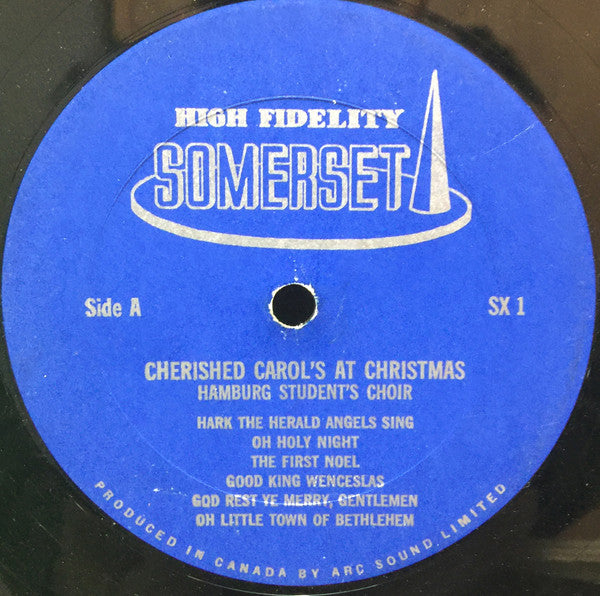 HIGH FIDELITY
SOMERSET
Side A
SX 1
CHERISHED CAROL'S AT CHRISTMAS
HAMBURG STUDENT'S CHOIR
HARK THE HERALD ANGELS SING
OH HOLY NIGHT
THE FIRST NOEL
GOOD KING WENCESLAS
GOD REST YE MERRY, GENTLEMEN
OH LITTLE TOWN OF BETHLEHEM
PRODUCED IN CANADA BY ARC SOUND LIMITED